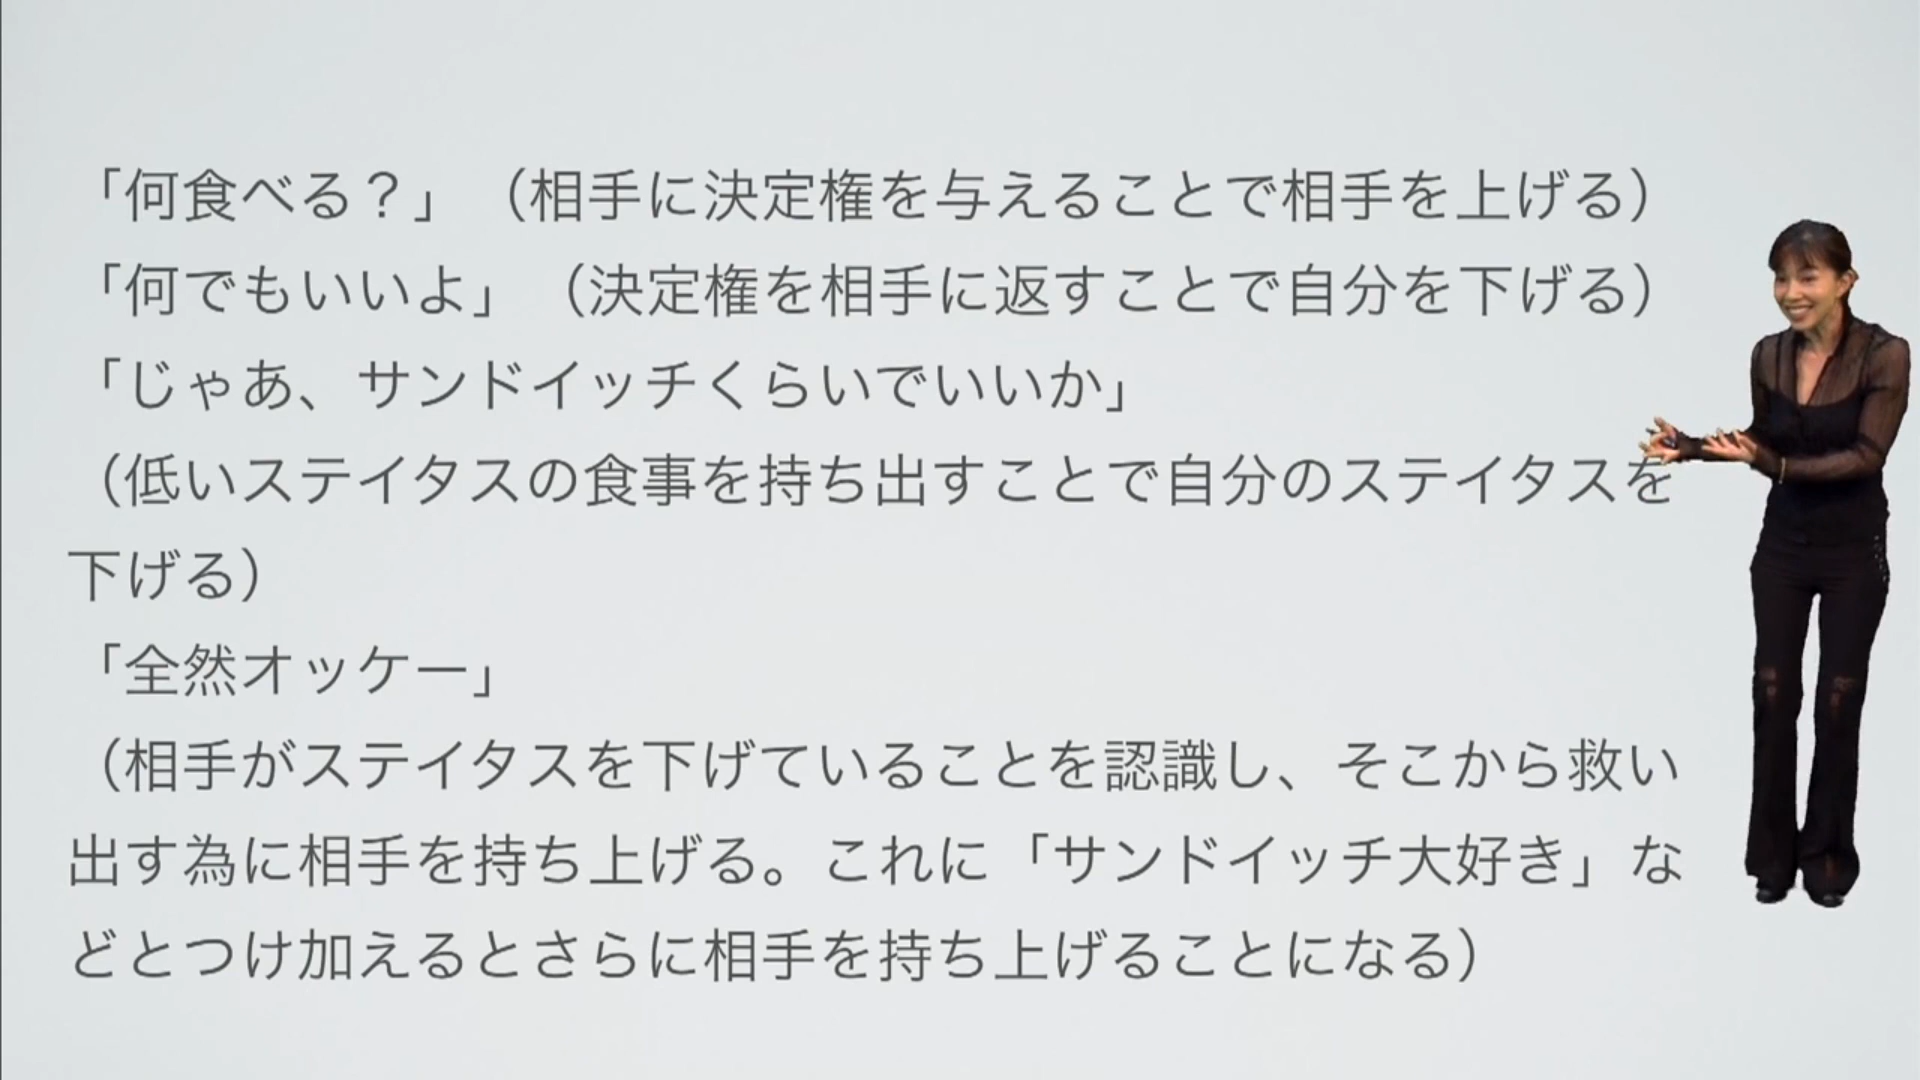 「何食べる？」（相手に決定権を与えることで相手を上げる）
「何でもいいよ」（決定権を相手に返すことで自分を下げる）
「じゃあ、サンドイッチくらいでいいか」
（低いステイタスの食事を持ち出すことで自分のステイタスを
下げる）
「全然オッケー」
（相手がステイタスを下げていることを認識し、そこから救い
出す為に相手を持ち上げる。これに「サンドイッチ大好き」な
どとつけ加えるとさらに相手を持ち上げることになる）